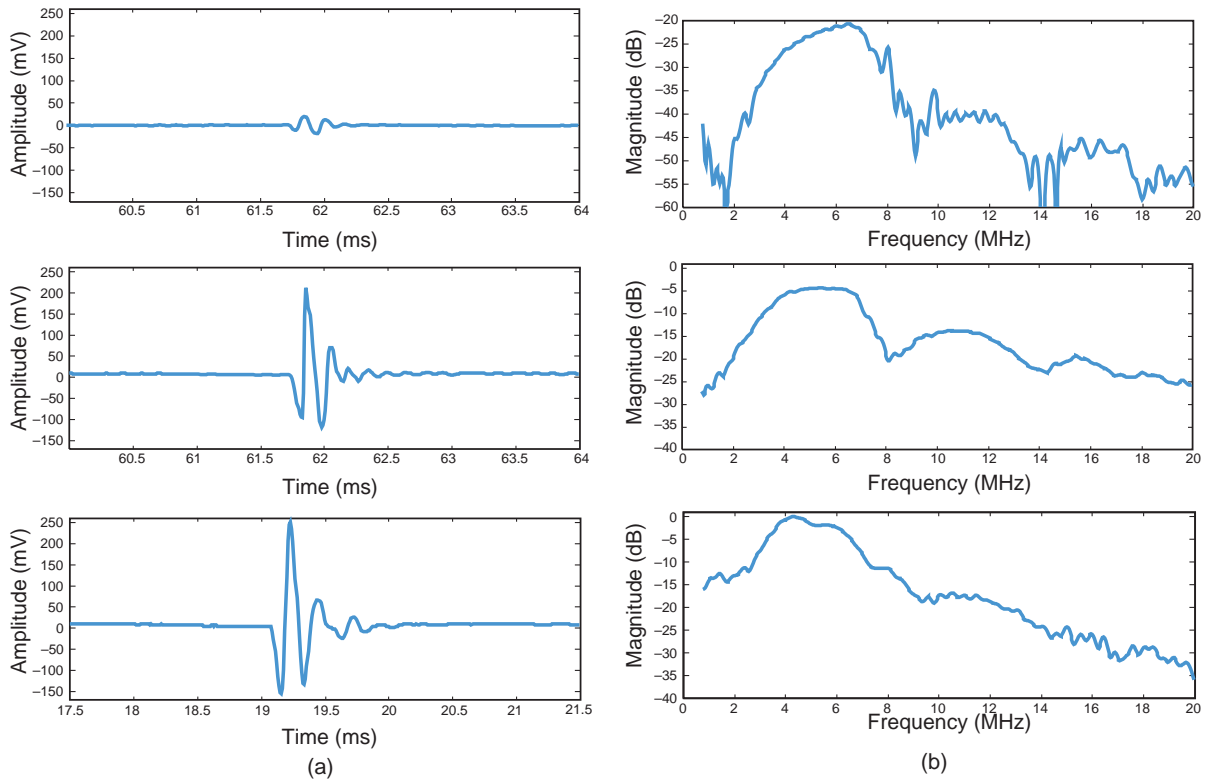 250
200
150
100
50
0
–50
–100
–150
Amplitude (mV)
60.5 61 61.5 62 62.5 63 63.5 64
Time (ms)
–20
–25
–30
–35
–40
–45
–50
–55
–60
Magnitude (dB)
0 2 4 6 8 10 12 14 16 18 20
Frequency (MHz)
250
200
150
100
50
0
–50
–100
–150
Amplitude (mV)
60.5 61 61.5 62 62.5 63 63.5 64
Time (ms)
0
–5
–10
–15
–20
–25
–30
–35
–40
Magnitude (dB)
0 2 4 6 8 10 12 14 16 18 20
Frequency (MHz)
250
200
150
100
50
0
–50
–100
–150
Amplitude (mV)
17.5 18 18.5 19 19.5 20 20.5 21 21.5
Time (ms)
(a)
0
–5
–10
–15
–20
–25
–30
–35
–40
Magnitude (dB)
0 2 4 6 8 10 12 14 16 18 20
Frequency (MHz)
(b)